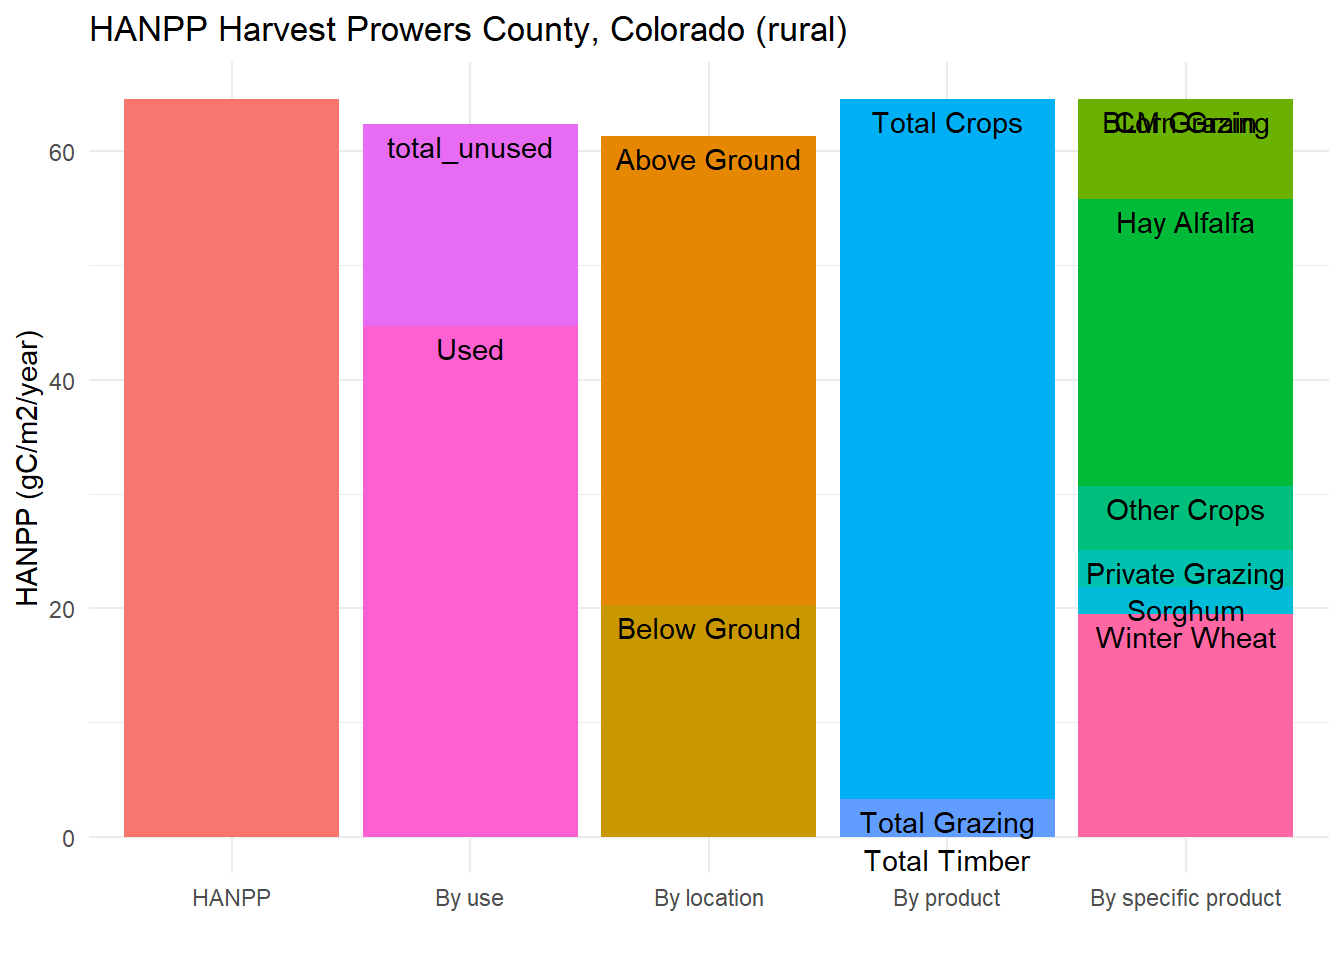 HANPP Harvest Prowers County, Colorado (rural)
HANPP (gC/m2/year)
60
40
20
0
total_unused
Used
Above Ground
Below Ground
Total Crops
Total Grazing
Total Timber
BLM Grazing
Corn Grain
Hay Alfalfa
Other Crops
Private Grazing
Sorghum
Winter Wheat
HANPP
By use
By location
By product
By specific product